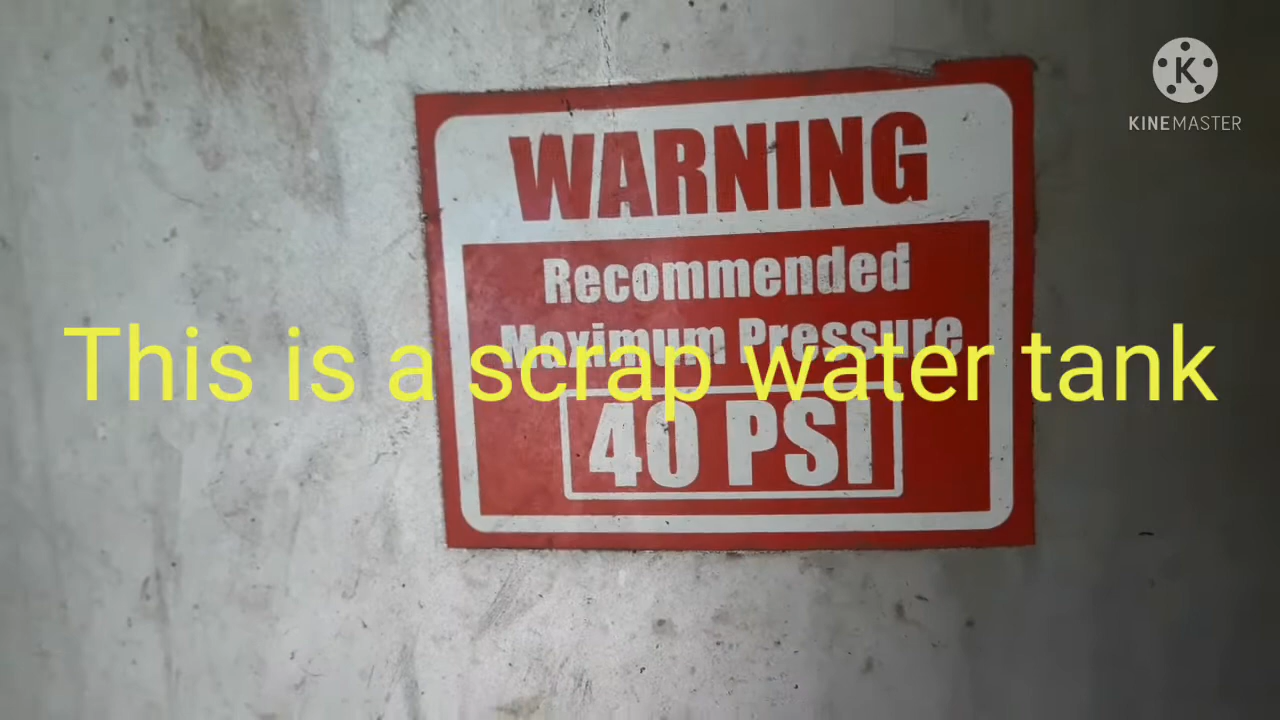 K
KINEMASTER
WARNING
Recommended
Maximum Pressure
This is a scrap water tank
40 PSI